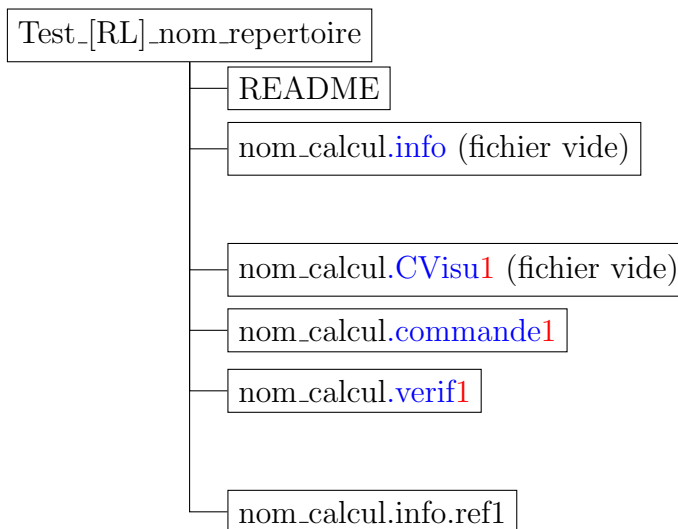 Test_[RL]_nom_repertoire
README
nom_calcul.info (fichier vide)
nom_calcul.CVisu1 (fichier vide)
nom_calcul.commande1
nom_calcul.verif1
nom_calcul.info.ref1